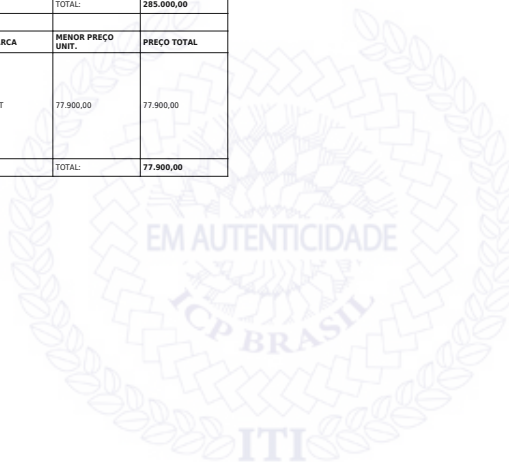 TOTAL: 285.000,00
ARCA MENOR PREÇO UNIT. PREÇO TOTAL
T 77.900,00 77.900,00
TOTAL: 77.900,00
EM AUTENTICIDADE
ICP BRASIL
ITI